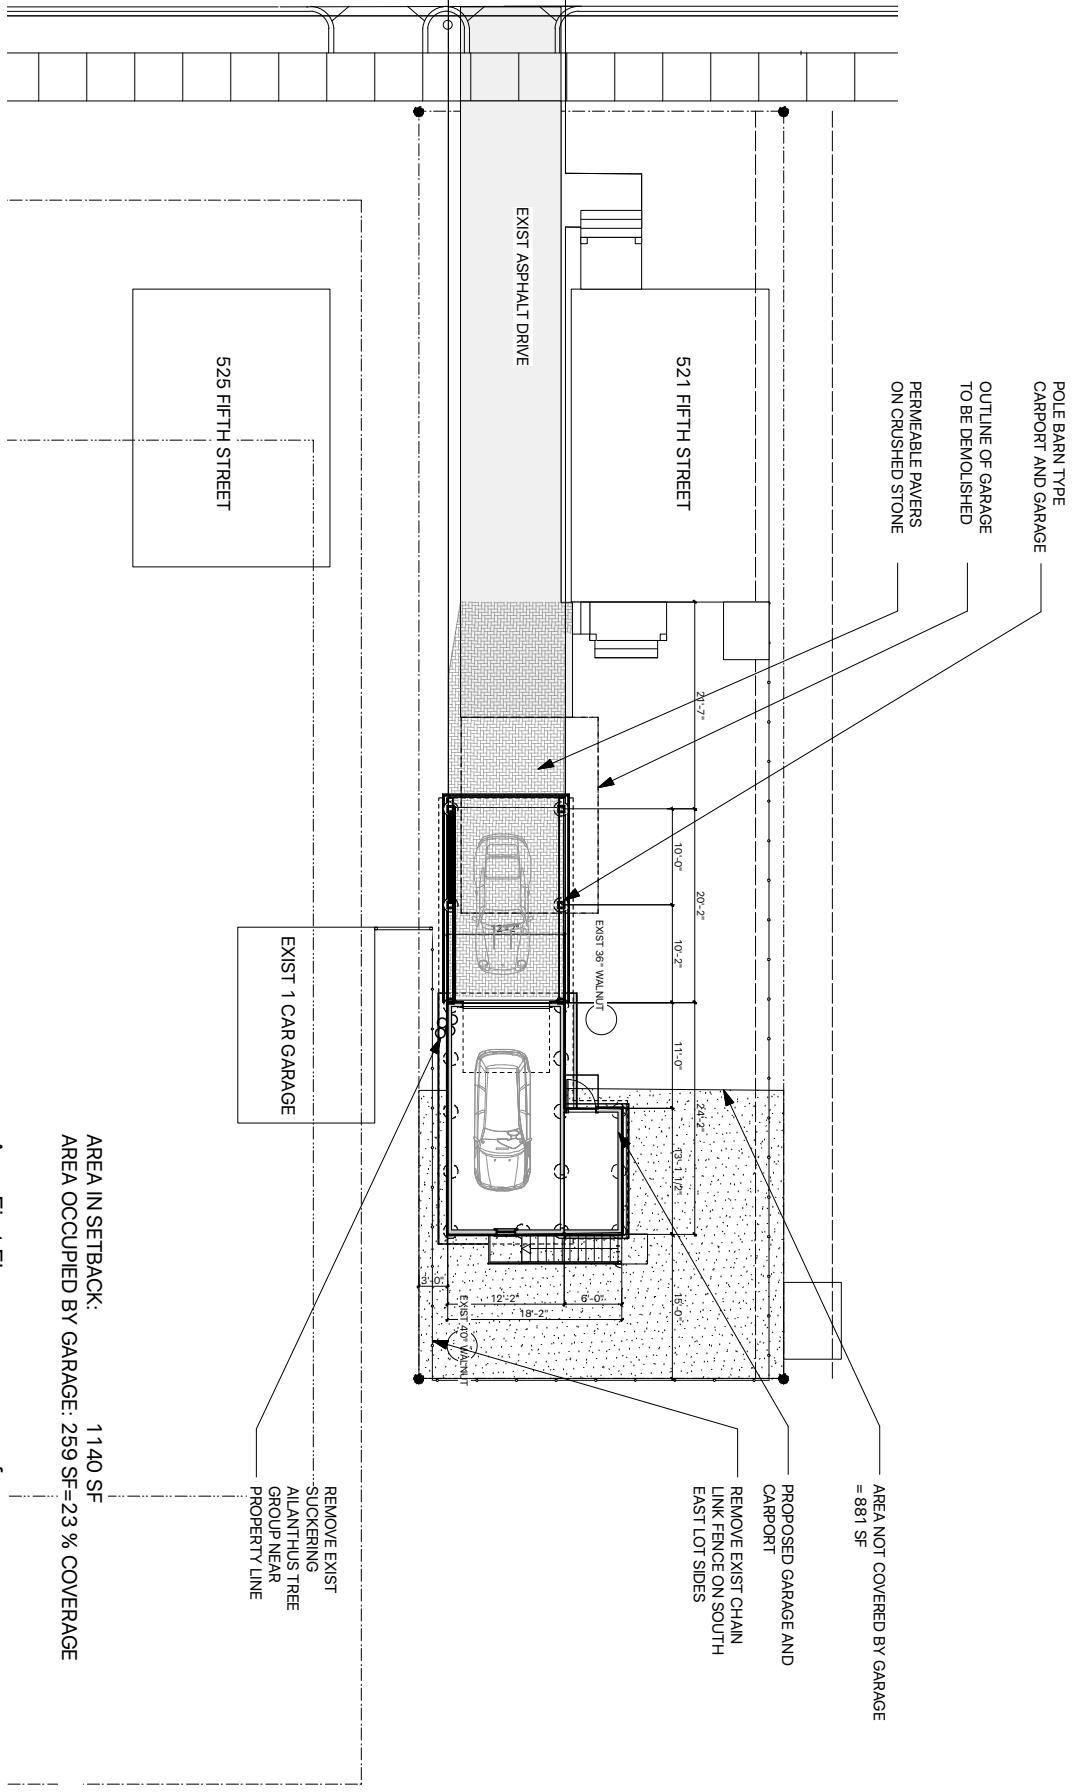 POLE BARN TYPE
CARPORT AND GARAGE
OUTLINE OF GARAGE
TO BE DEMOLISHED
PERMEABLE PAVERS
ON CRUSHED STONE
521 FIFTH STREET
EXIST ASPHALT DRIVE
525 FIFTH STREET
21'-7"
10'-0"
20'-2"
10'-2"
12'-2"
EXIST 36" WALNUT
11'-0"
24'-2"
13'-1 1/2"
EXIST 1 CAR GARAGE
3'-0"
12'-2"
6'-0"
18'-2"
15'-0"
EXIST 40" WALNUT
AREA NOT COVERED BY GARAGE
= 881 SF
PROPOSED GARAGE AND
CARPORT
REMOVE EXIST CHAIN
LINK FENCE ON SOUTH
EAST LOT SIDES
REMOVE EXIST
SUCKERING
AILANTHUS TREE
GROUP NEAR
PROPERTY LINE
AREA IN SETBACK: 1140 SF
AREA OCCUPIED BY GARAGE: 259 SF=23 % COVERAGE